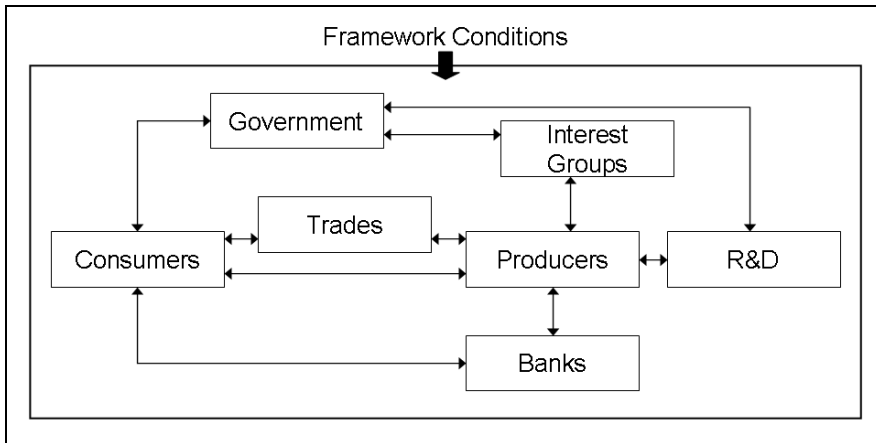 Framework Conditions
Government
Interest
Groups
Trades
Consumers
Producers
R&D
Banks